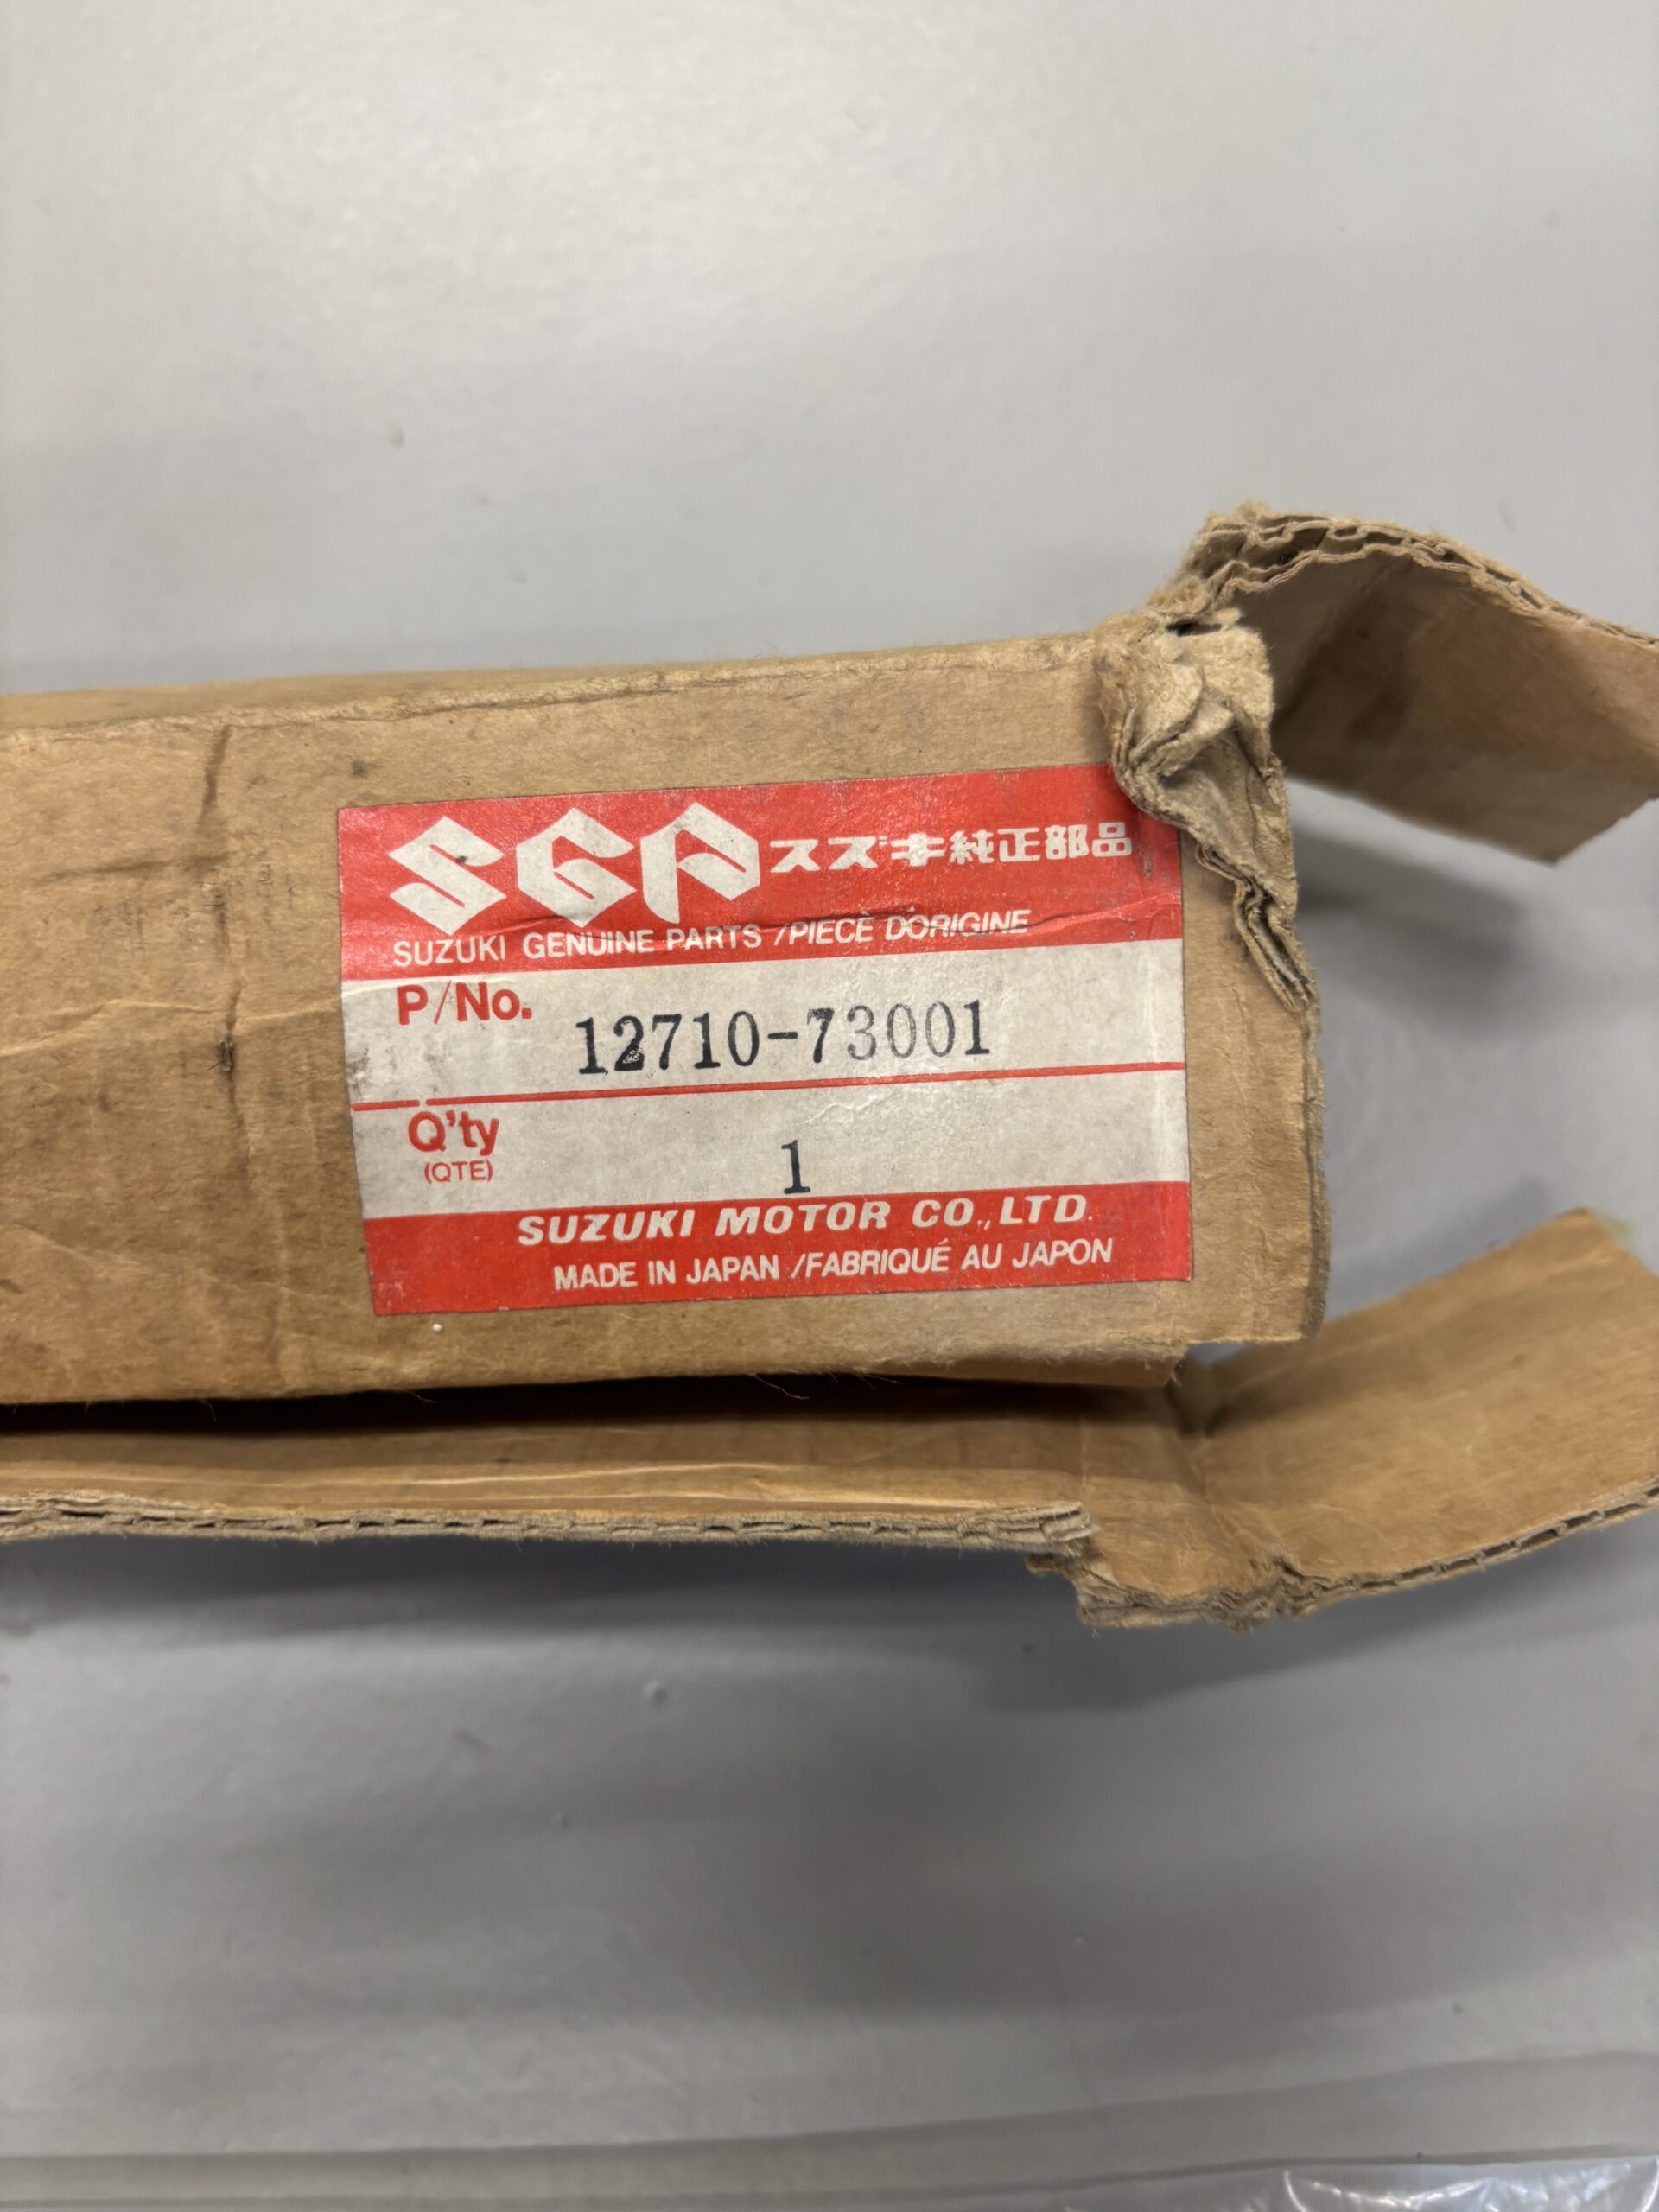 SGP スズキ純正部品
SUZUKI GENUINE PARTS /PIECÈ D'ORIGINE
P/No. 12710-73001
Q'ty 1
(QTE)
SUZUKI MOTOR CO.,LTD.
MADE IN JAPAN /FABRIQUÉ AU JAPON